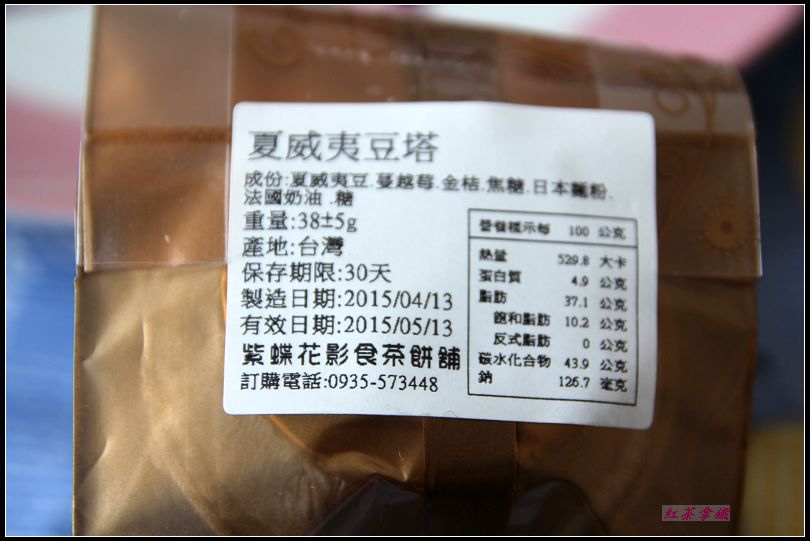 夏威夷豆塔
成份:夏威夷豆.蔓越莓.金桔.焦糖.日本麵粉.
法國奶油 .糖
重量:38±5g
產地:台灣
保存期限:30天
製造日期:2015/04/13
有效日期:2015/05/13
紫蝶花影食茶餅舖
訂購電話:0935-573448
營養標示每 100 公克
熱量 529.8 大卡
蛋白質 4.9 公克
脂肪 37.1 公克
飽和脂肪 10.2 公克
反式脂肪 0 公克
碳水化合物 43.9 公克
鈉 126.7 毫克
紅茶拿鐵